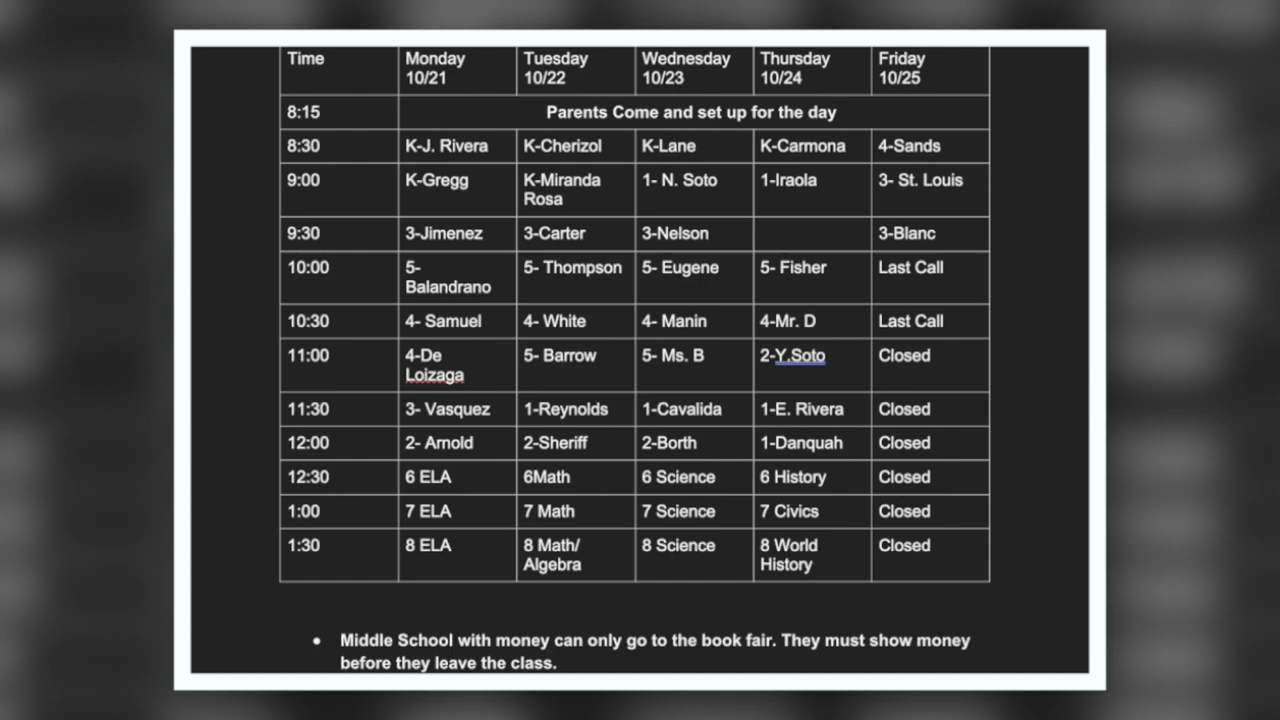 Time Monday 10/21 Tuesday 10/22 Wednesday 10/23 Thursday 10/24 Friday 10/25
8:15 Parents Come and set up for the day
8:30 K-J. Rivera K-Cherizol K-Lane K-Carmona 4-Sands
9:00 K-Gregg K-Miranda Rosa 1- N. Soto 1-Iraola 3- St. Louis
9:30 3-Jimenez 3-Carter 3-Nelson 3-Blanc
10:00 5- Balandrano 5- Thompson 5- Eugene 5- Fisher Last Call
10:30 4- Samuel 4- White 4- Manin 4-Mr. D Last Call
11:00 4-De Loizaga 5- Barrow 5- Ms. B 2-Y.Soto Closed
11:30 3- Vasquez 1-Reynolds 1-Cavalida 1-E. Rivera Closed
12:00 2- Arnold 2-Sheriff 2-Borth 1-Danquah Closed
12:30 6 ELA 6Math 6 Science 6 History Closed
1:00 7 ELA 7 Math 7 Science 7 Civics Closed
1:30 8 ELA 8 Math/ Algebra 8 Science 8 World History Closed
• Middle School with money can only go to the book fair. They must show money
before they leave the class.